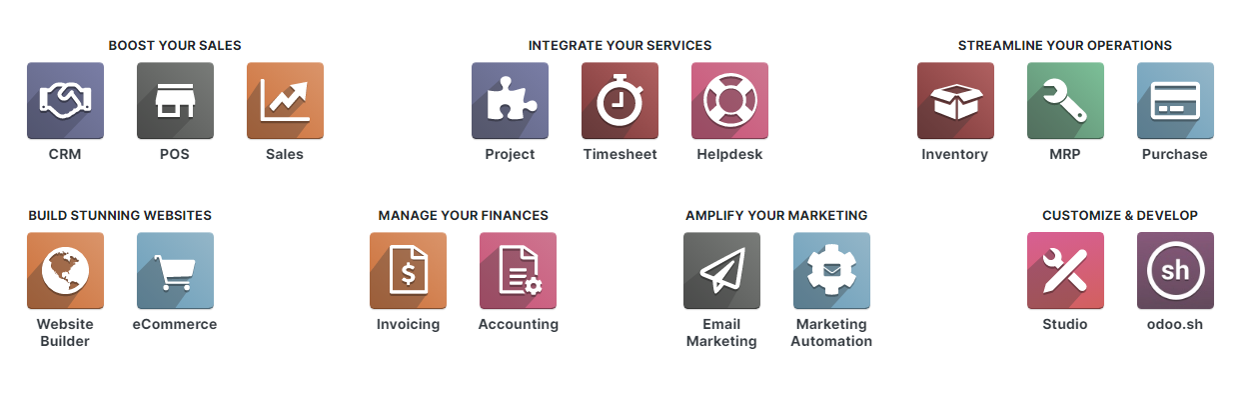 BOOST YOUR SALES
INTEGRATE YOUR SERVICES
STREAMLINE YOUR OPERATIONS
CRM
POS
Sales
Project
Timesheet
Helpdesk
Inventory
MRP
Purchase
BUILD STUNNING WEBSITES
MANAGE YOUR FINANCES
AMPLIFY YOUR MARKETING
CUSTOMIZE & DEVELOP
$
sh
Website
Builder
eCommerce
Invoicing
Accounting
Email
Marketing
Marketing
Automation
Studio
odoo.sh